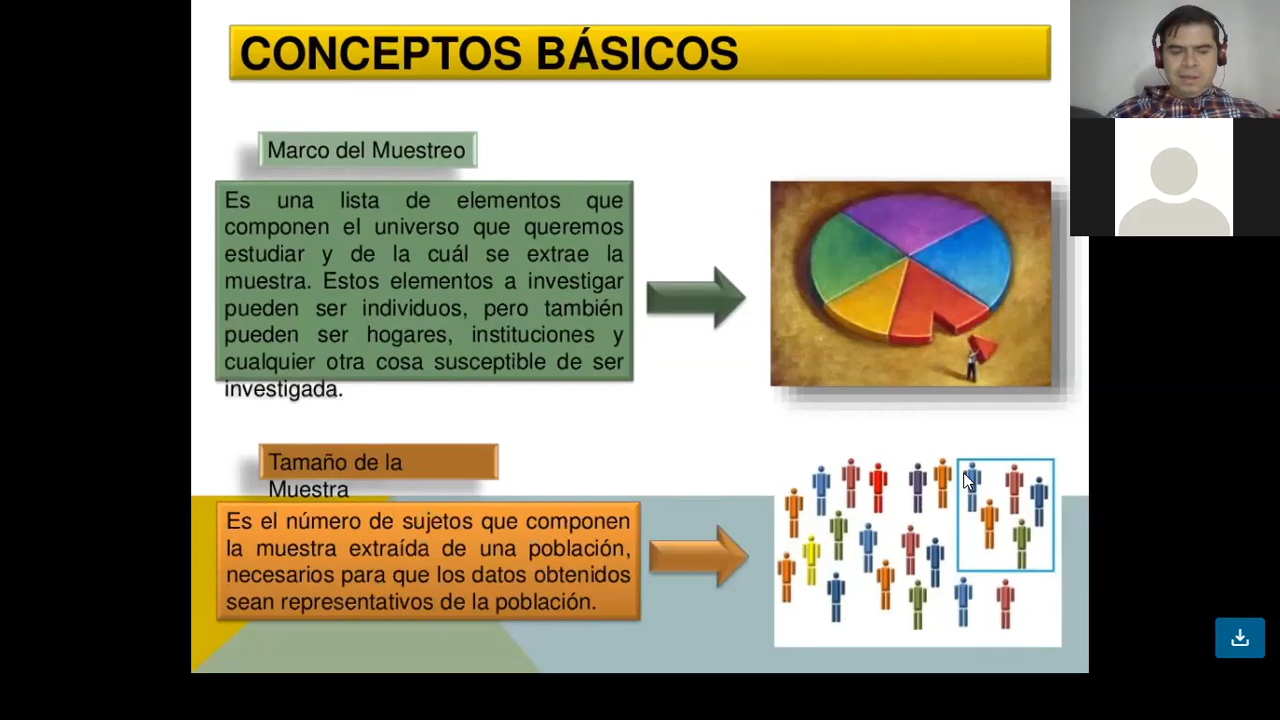 CONCEPTOS BÁSICOS
Marco del Muestreo
Es una lista de elementos que
componen el universo que queremos
estudiar y de la cuál se extrae la
muestra. Estos elementos a investigar
pueden ser individuos, pero también
pueden ser hogares, instituciones y
cualquier otra cosa susceptible de ser
investigada.
Tamaño de la
Muestra
Es el número de sujetos que componen
la muestra extraída de una población,
necesarios para que los datos obtenidos
sean representativos de la población.